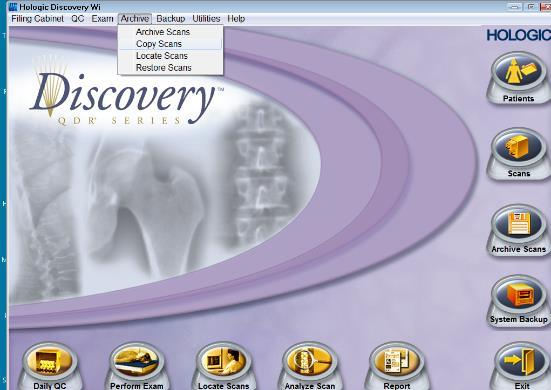 Hologic Discovery Wi
Filing Cabinet QC Exam Archive Backup Utilities Help
Archive Scans
Copy Scans
Locate Scans
Restore Scans
HOLOGIC
Discovery™
QDR® SERIES
Patients
Scans
Archive Scans
System Backup
Daily QC Perform Exam Locate Scans Analyze Scan Report Exit